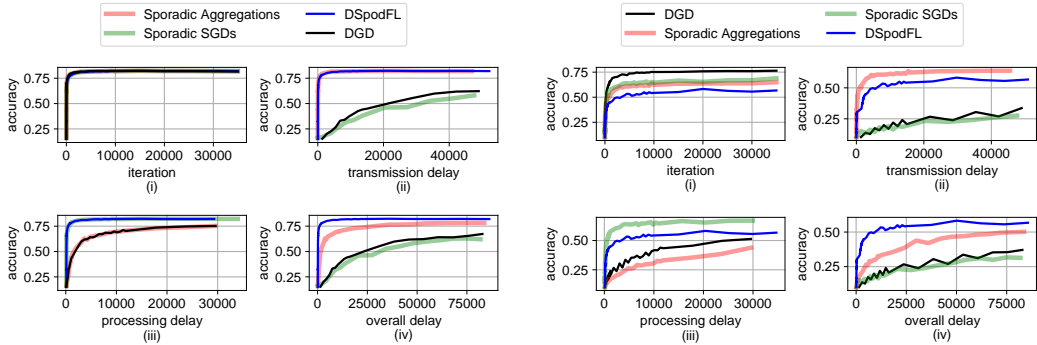 Sporadic Aggregations DSpodFL
Sporadic SGDs DGD
accuracy
0.75
0.50
0.25
0 10000 20000 30000
iteration
(i)
accuracy
0.75
0.50
0.25
0 20000 40000
transmission delay
(ii)
accuracy
0.75
0.50
0.25
0 10000 20000 30000
processing delay
(iii)
accuracy
0.75
0.50
0.25
0 25000 50000 75000
overall delay
(iv)
DGD Sporadic SGDs
Sporadic Aggregations DSpodFL
accuracy
0.75
0.50
0.25
0 10000 20000 30000
iteration
(i)
accuracy
0.50
0.25
0 20000 40000
transmission delay
(ii)
accuracy
0.50
0.25
0 10000 20000 30000
processing delay
(iii)
accuracy
0.50
0.25
0 25000 50000 75000
overall delay
(iv)